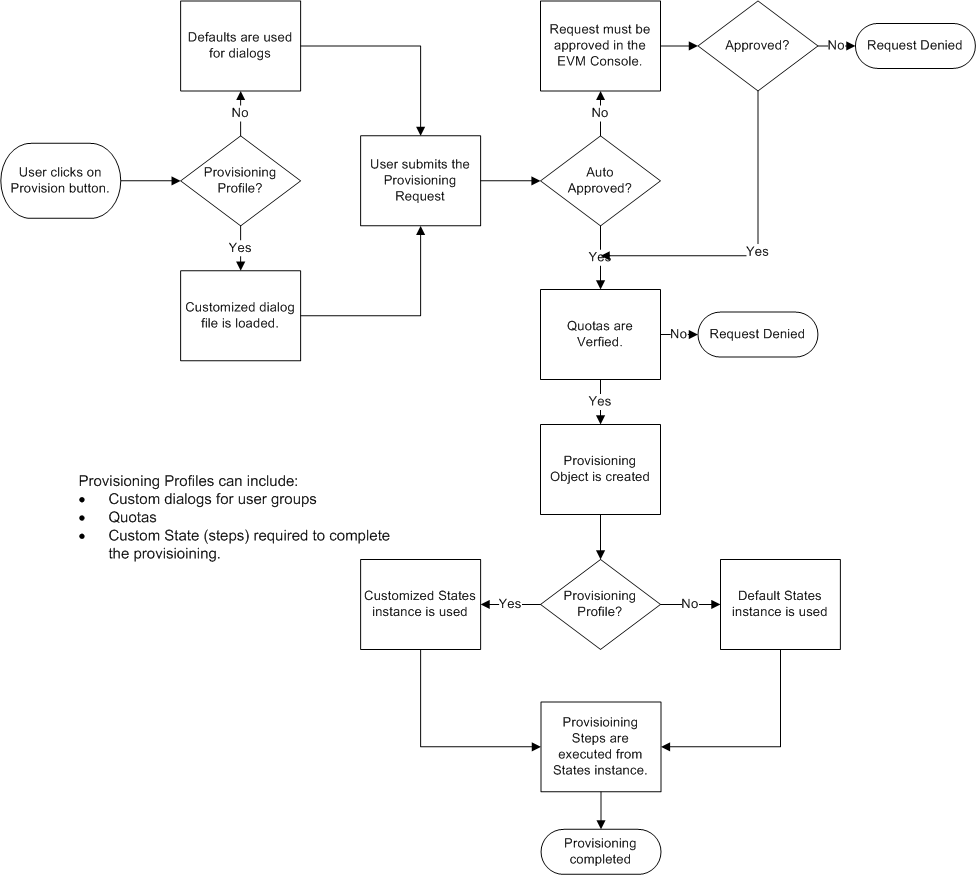 Defaults are used
for dialogs
Request must be
approved in the
EVM Console.
Approved?
No
Request Denied
No
No
User clicks on
Provision button.
Provisioning
Profile?
User submits the
Provisioning
Request
Auto
Approved?
Yes
Yes
Yes
Customized dialog
file is loaded.
Quotas are
Verfied.
No
Request Denied
Yes
Provisioning
Object is created
Provisioning Profiles can include:
• Custom dialogs for user groups
• Quotas
• Custom State (steps) required to complete
the provisioining.
Customized States
instance is used
Yes
Provisioning
Profile?
No
Default States
instance is used
Provisioining
Steps are
executed from
States instance.
Provisioning
completed